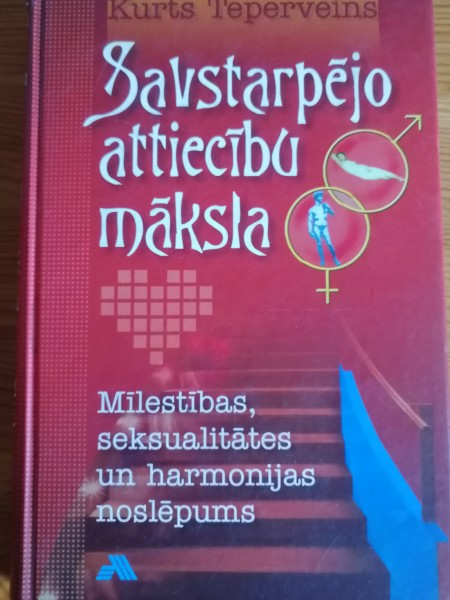 Kurts Teperveins
Savstarpējo
attiecību
māksla
Mīlestības,
seksualitātes
un harmonijas
noslēpums